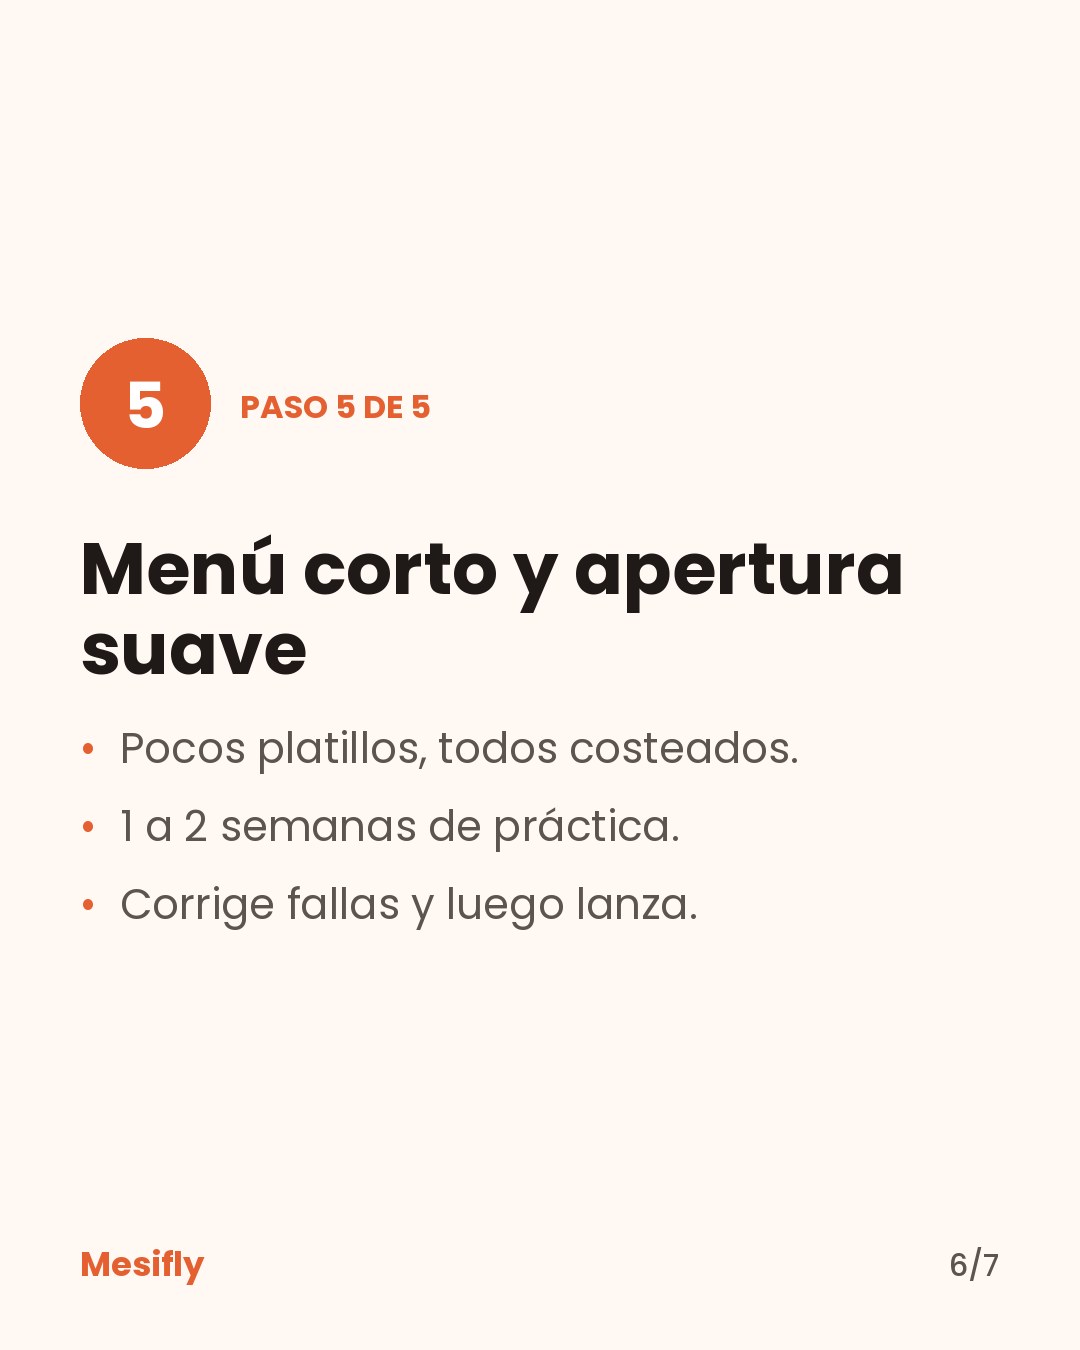 5
PASO 5 DE 5
Menú corto y apertura
suave
• Pocos platillos, todos costeados.
• 1 a 2 semanas de práctica.
• Corrige fallas y luego lanza.
Mesifly
6/7